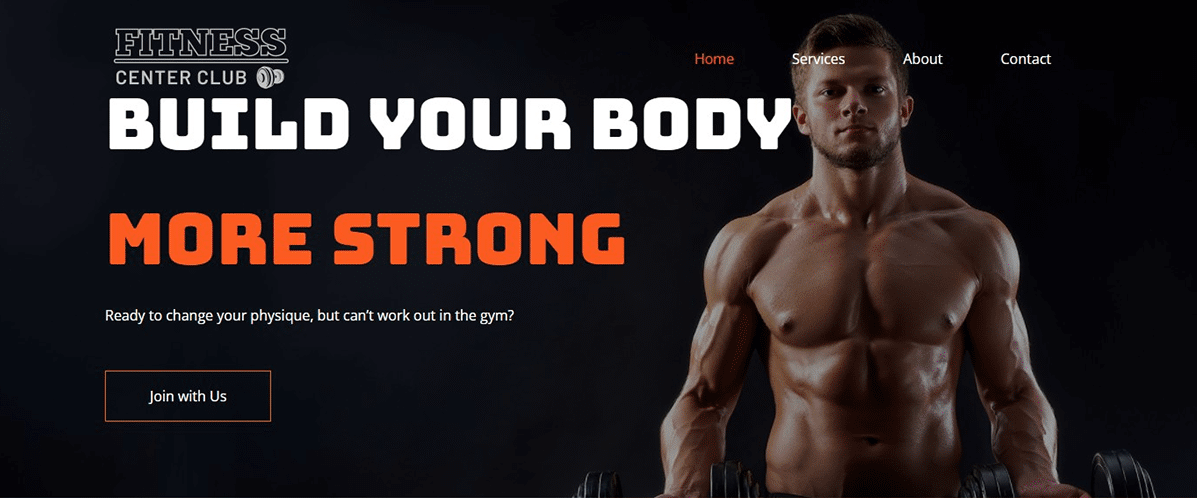 FITNESS
CENTER CLUB
Home Services About Contact
BUILD YOUR BODY
MORE STRONG
Ready to change your physique, but can’t work out in the gym?
Join with Us